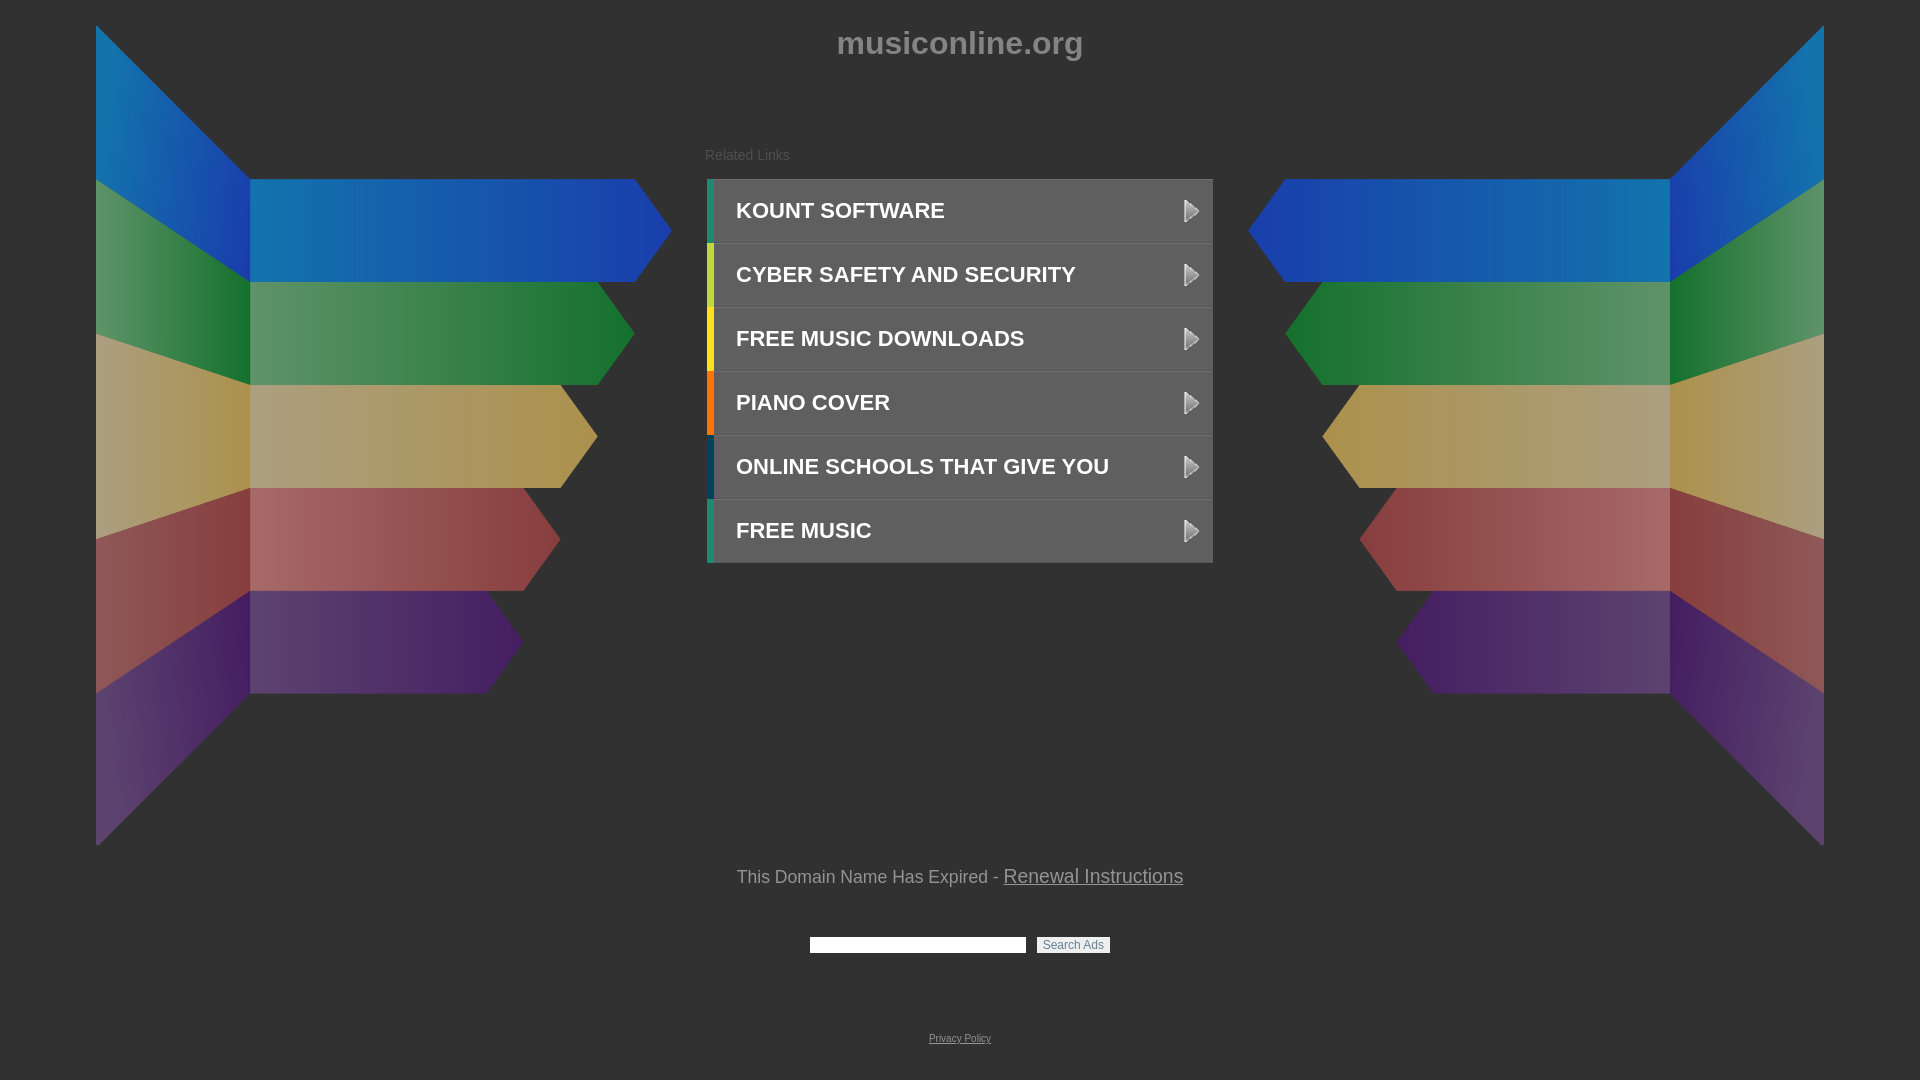 musiconline.org
Related Links
KOUNT SOFTWARE
CYBER SAFETY AND SECURITY
FREE MUSIC DOWNLOADS
PIANO COVER
ONLINE SCHOOLS THAT GIVE YOU
FREE MUSIC
This Domain Name Has Expired - Renewal Instructions
Search Ads
Privacy Policy